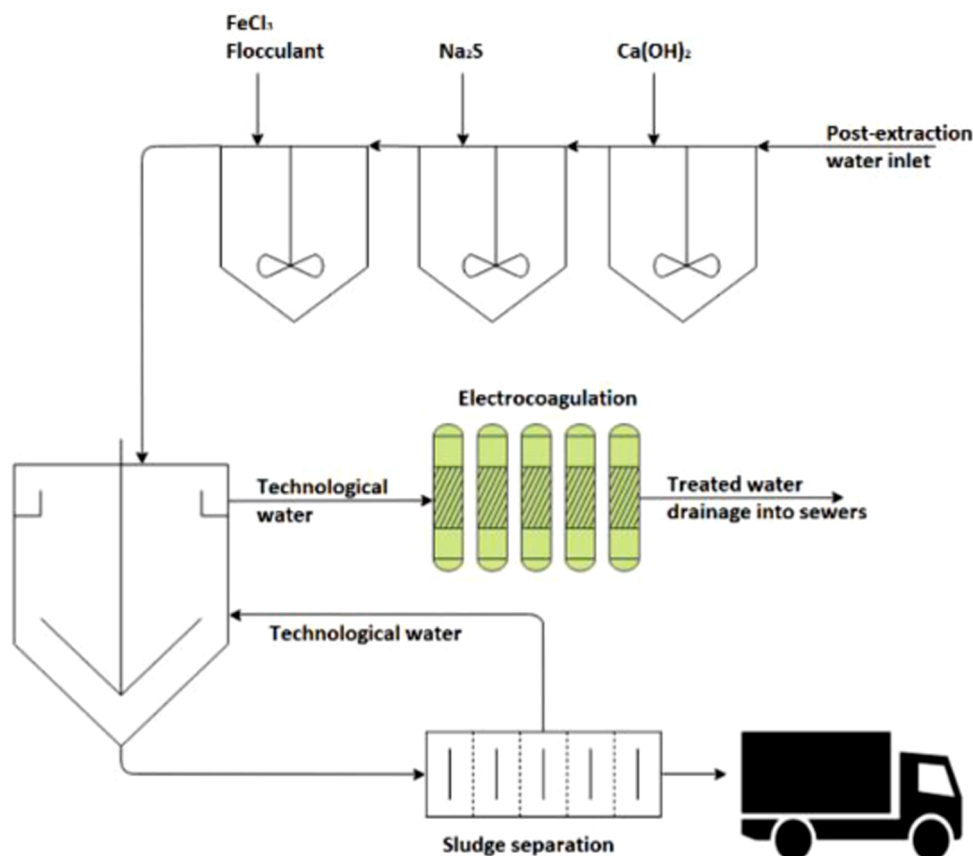 FeCl₃
Flocculant
Na₂S
Ca(OH)₂
Post-extraction
water inlet
Electrocoagulation
Technological
water
Treated water
drainage into sewers
Technological water
Sludge separation